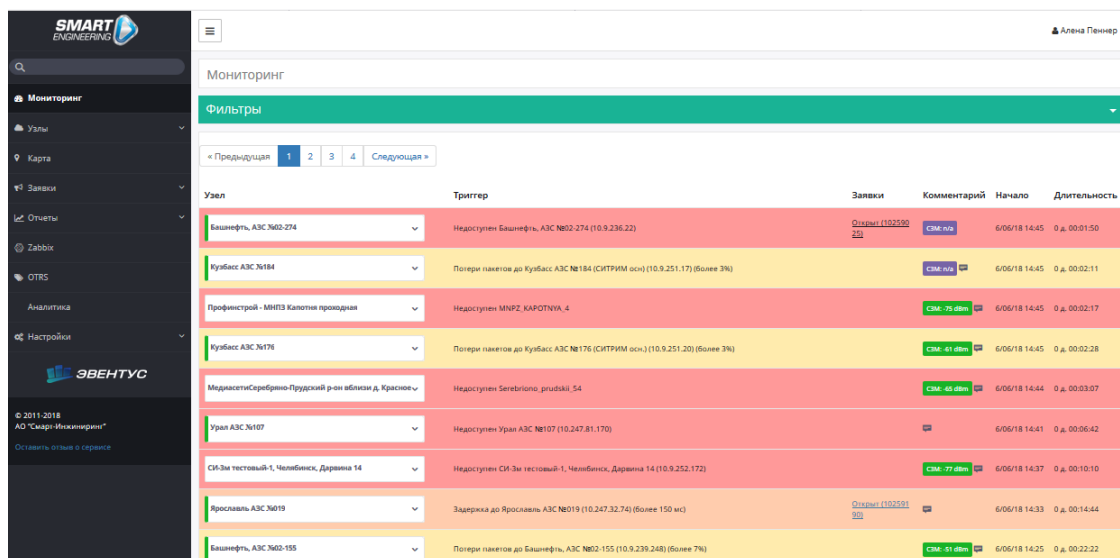 SMART
ENGINEERING
Алена Пеннер
Мониторинг
Мониторинг
Узлы
Карта
Заявки
Отчеты
Zabbix
OTRS
Аналитика
Настройки
ЭВЕНТУС
© 2011-2018
АО "Смарт-Инжиниринг"
Оставить отзыв о сервисе
Фильтры
« Предыдущая 1 2 3 4 Следующая »
Узел Триггер Заявки Комментарий Начало Длительность
Башнефть, АЗС №02-274 Недоступен Башнефть, АЗС №02-274 (10.9.236.22) Открыт (102590 СЗМ: n/a 6/06/18 14:45 0 д. 00:01:50
25)
Кузбасс АЗС №184 Потери пакетов до Кузбасс АЗС №184 (СИТРИМ осн) (10.9.251.17) (более 3%) СЗМ: n/a 6/06/18 14:45 0 д. 00:02:11
Профинстрой - МНПЗ Капотня проходная Недоступен MNPZ_KAPOTNYA_4 СЗМ: -75 dBm 6/06/18 14:45 0 д. 00:02:17
Кузбасс АЗС №176 Потери пакетов до Кузбасс АЗС №176 (СИТРИМ осн.) (10.9.251.20) (более 3%) СЗМ: -61 dBm 6/06/18 14:45 0 д. 00:02:28
МедиасетиСеребряно-Прудский р-он вблизи д. Красное Недоступен Serebriono_prudskii_54 СЗМ: -65 dBm 6/06/18 14:44 0 д. 00:03:07
Урал АЗС №107 Недоступен Урал АЗС №107 (10.247.81.170) 6/06/18 14:41 0 д. 00:06:42
СИ-3м тестовый-1, Челябинск, Дарвина 14 Недоступен СИ-3м тестовый-1, Челябинск, Дарвина 14 (10.9.252.172) СЗМ: -77 dBm 6/06/18 14:37 0 д. 00:10:10
Ярославль АЗС №019 Задержка до Ярославль АЗС №019 (10.247.32.74) (более 150 мс) Открыт (102591 6/06/18 14:33 0 д. 00:14:44
90)
Башнефть, АЗС №02-155 Потери пакетов до Башнефть, АЗС №02-155 (10.9.239.248) (более 7%) СЗМ: -51 dBm 6/06/18 14:25 0 д. 00:22:22